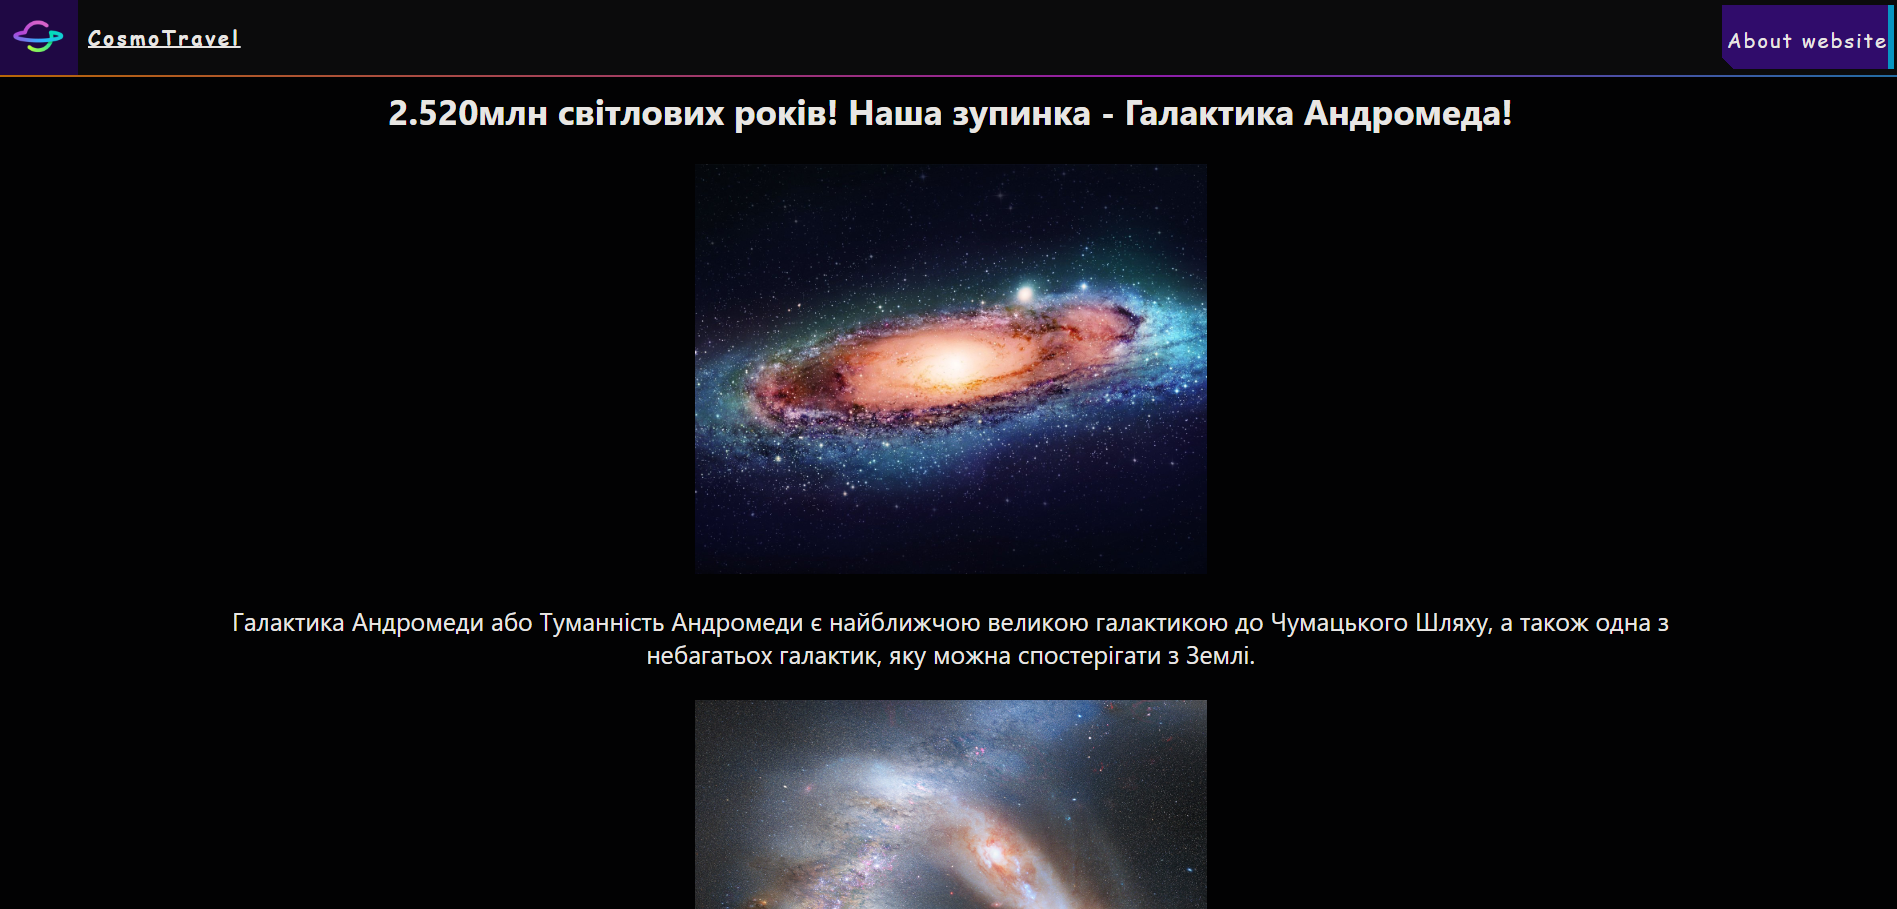 CosmoTravel
About website
2.520млн світлових років! Наша зупинка - Галактика Андромеда!
Галактика Андромеди або Туманність Андромеди є найближчою великою галактикою до Чумацького Шляху, а також одна з
небагатьох галактик, яку можна спостерігати з Землі.